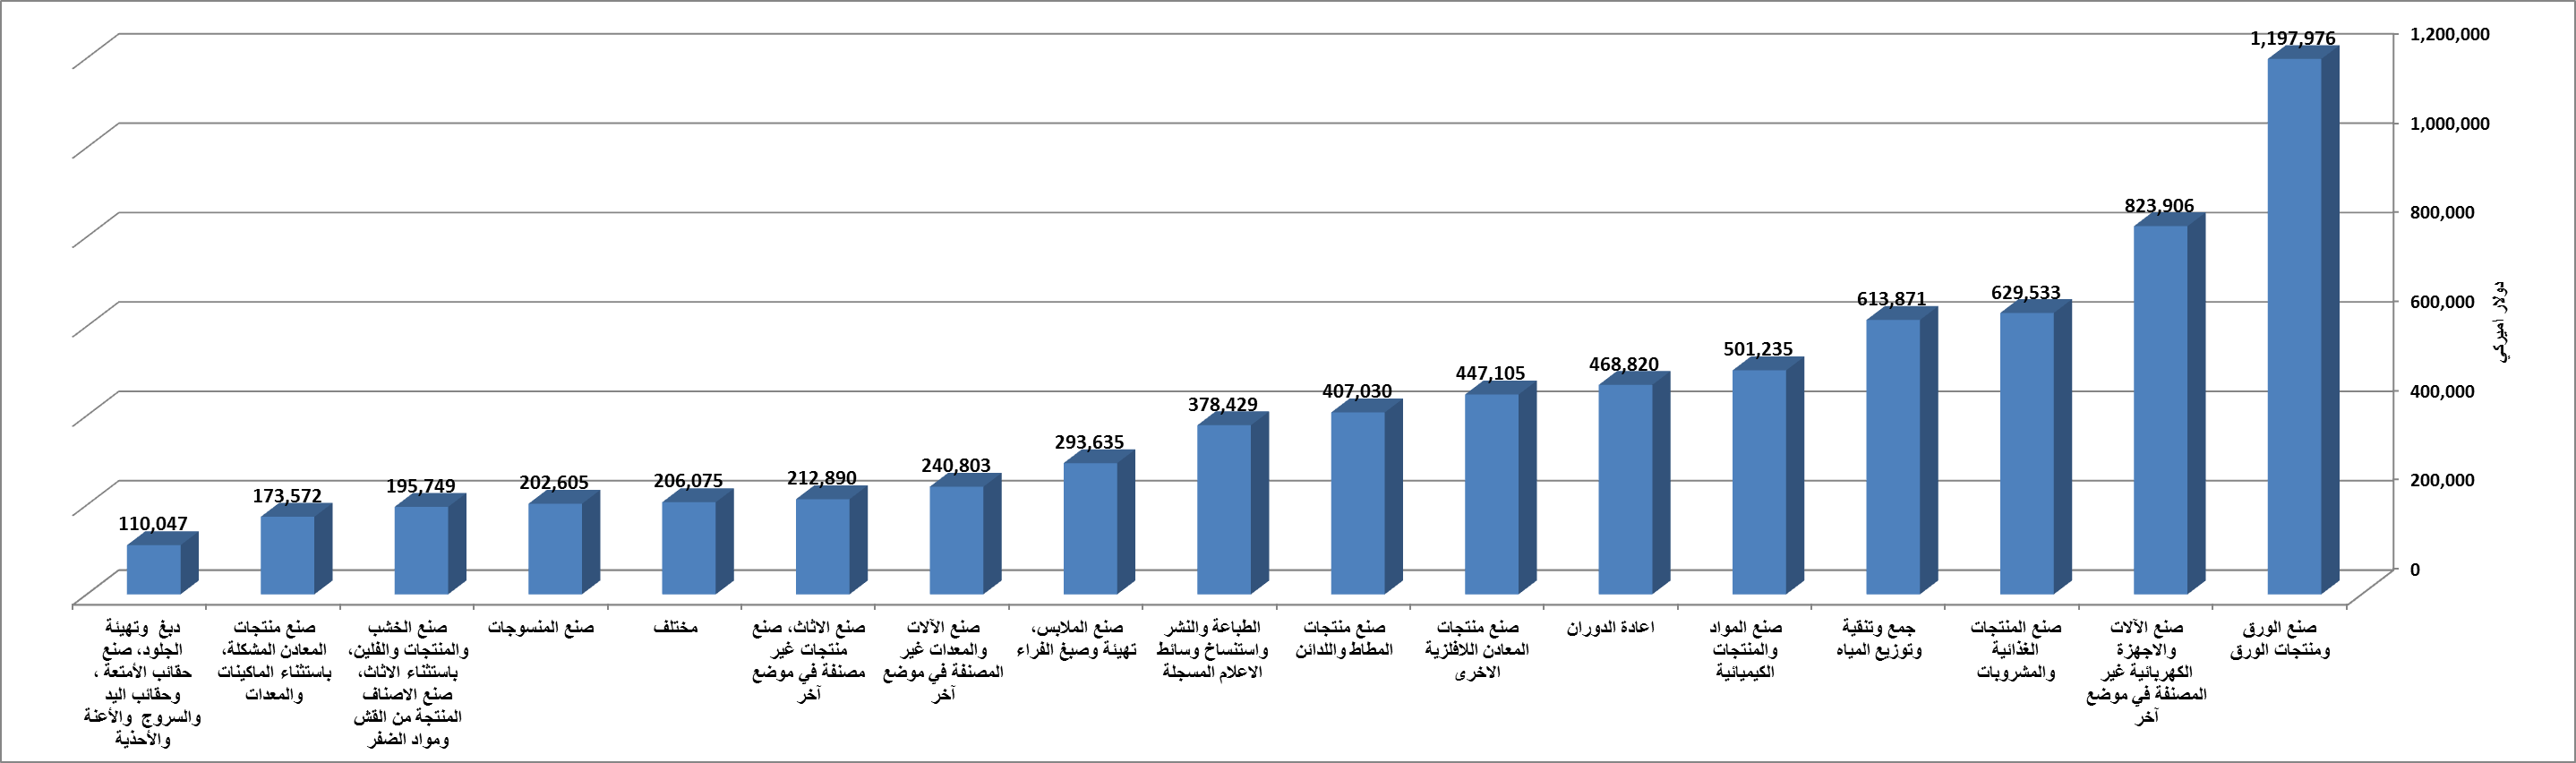 1,200,000
1,000,000
800,000
600,000
400,000
200,000
0
دولار اميركي
1,197,976
823,906
629,533
613,871
501,235
468,820
447,105
407,030
378,429
293,635
240,803
212,890
206,075
202,605
195,749
173,572
110,047
صنع الورق
ومنتجات الورق
صنع الآلات
والاجهزة
الكهربائية غير
المصنفة في موضع
آخر
صنع المنتجات
الغذائية
والمشروبات
جمع وتنقية
وتوزيع المياه
صنع المواد
والمنتجات
الكيميائية
اعادة الدوران
صنع منتجات
المعادن اللافلزية
الاخرى
صنع منتجات
المطاط واللدائن
الطباعة والنشر
واستنساخ وسائط
الاعلام المسجلة
صنع الملابس،
تهيئة وصبغ الفراء
صنع الآلات
والمعدات غير
المصنفة في موضع
آخر
صنع الاثاث، صنع
منتجات غير
مصنفة في موضع
آخر
مختلف
صنع المنسوجات
صنع الخشب
والمنتجات والفلين،
باستثناء الاثاث،
صنع الاصناف
المنتجة من القش
ومواد الضفر
صنع منتجات
المعادن المشكلة،
باستثناء الماكينات
والمعدات
دبغ وتهيئة
الجلود، صنع
حقائب الأمتعة ،
وحقائب اليد
والسروج والأعنة
والأحذية